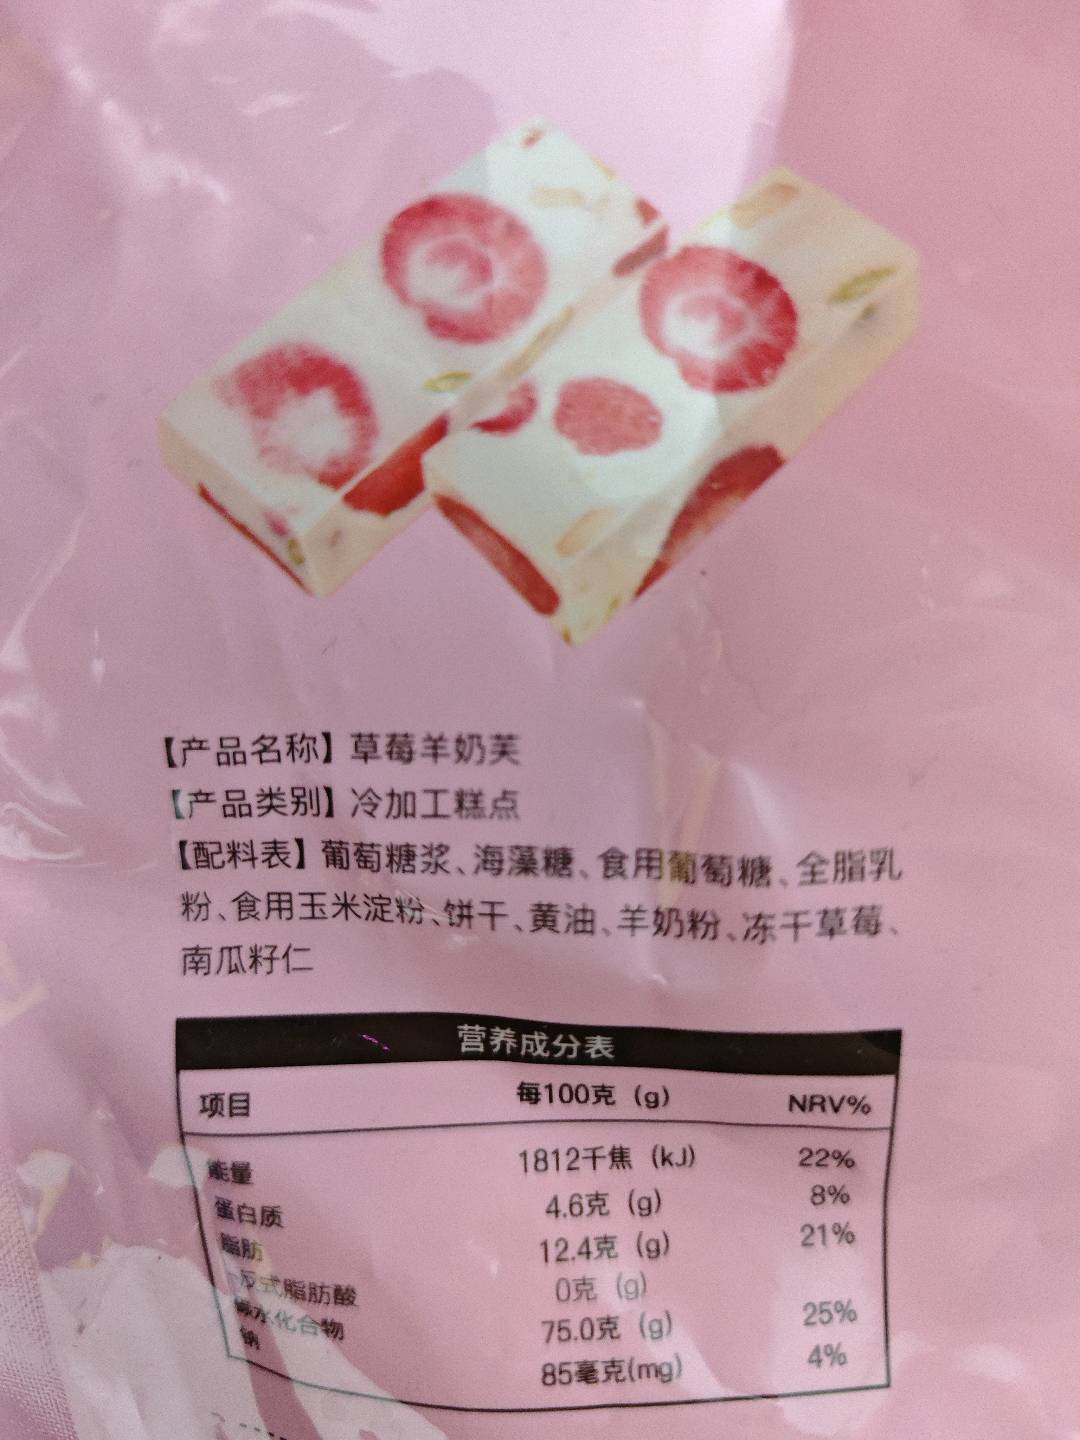 【产品名称】草莓羊奶芙
【产品类别】冷加工糕点
【配料表】葡萄糖浆、海藻糖、食用葡萄糖、全脂乳
粉、食用玉米淀粉、饼干、黄油、羊奶粉、冻干草莓、
南瓜籽仁
营养成分表
项目 每100克 (g) NRV%
能量 1812千焦 (kJ) 22%
蛋白质 4.6克 (g) 8%
脂肪 12.4克 (g) 21%
反式脂肪酸 0克 (g)
碳水化合物 75.0克 (g) 25%
钠 85毫克(mg) 4%